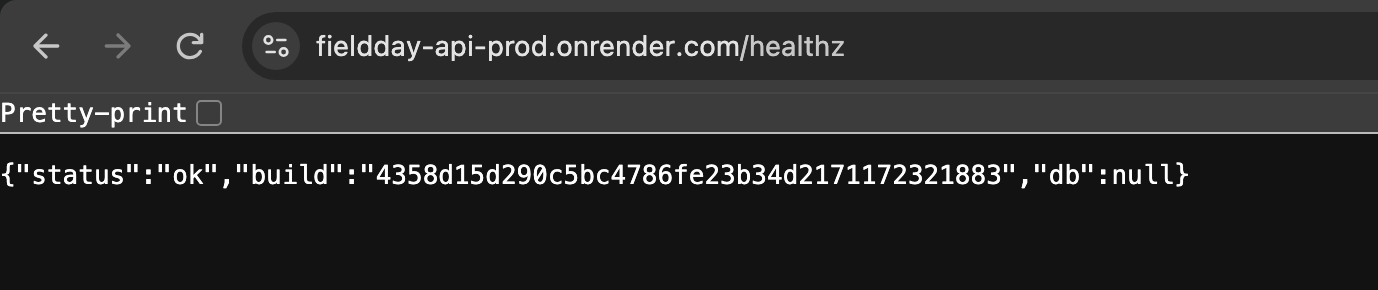 fieldday-api-prod.onrender.com/healthz
Pretty-print
{"status":"ok","build":"4358d15d290c5bc4786fe23b34d2171172321883","db":null}